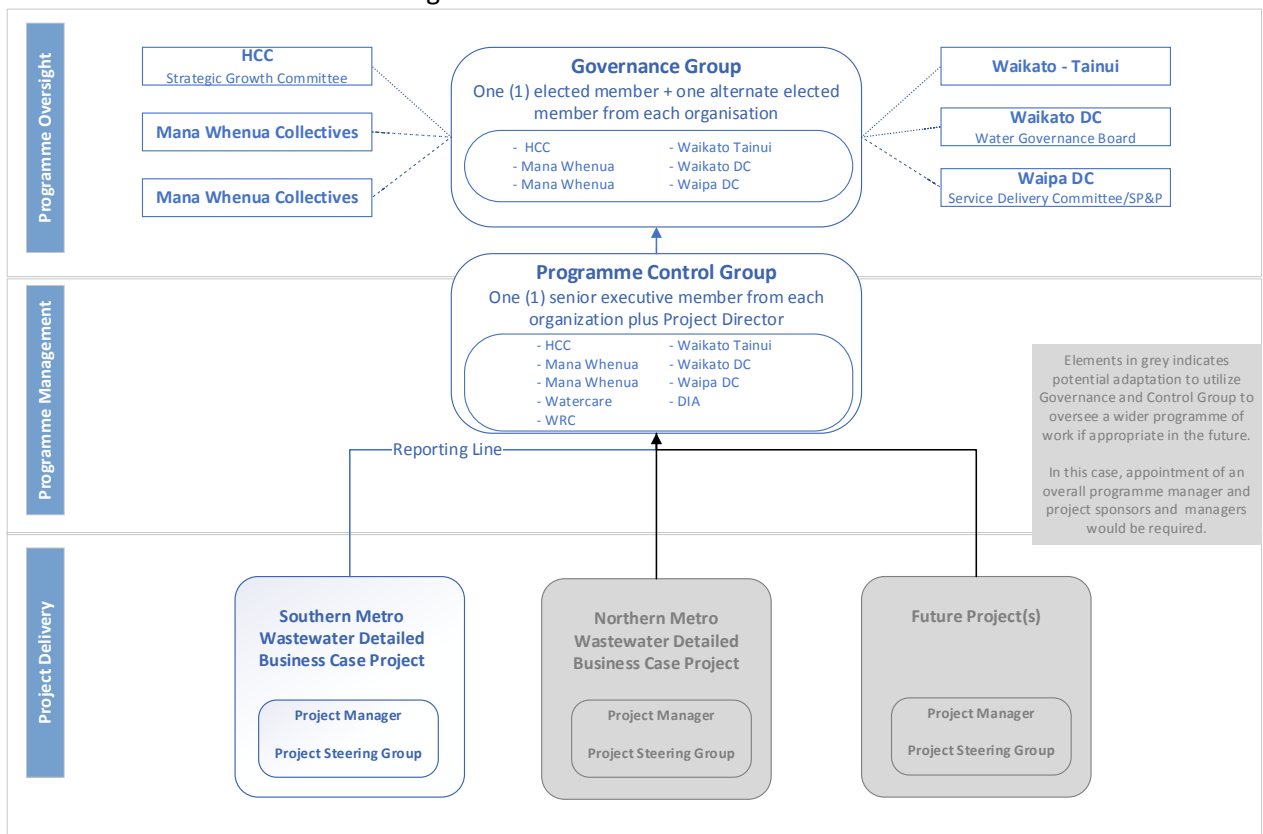 Programme Oversight
HCC
Strategic Growth Committee
Mana Whenua Collectives
Mana Whenua Collectives
Governance Group
One (1) elected member + one alternate elected
member from each organisation
- HCC
- Mana Whenua
- Mana Whenua
- Waikato Tainui
- Waikato DC
- Waipa DC
Waikato - Tainui
Waikato DC
Water Governance Board
Waipa DC
Service Delivery Committee/SP&P
Programme Management
Programme Control Group
One (1) senior executive member from each
organization plus Project Director
- HCC
- Mana Whenua
- Mana Whenua
- Watercare
- WRC
- Waikato Tainui
- Waikato DC
- Waipa DC
- DIA
Reporting Line
Elements in grey indicates
potential adaptation to utilize
Governance and Control Group to
oversee a wider programme of
work if appropriate in the future.
In this case, appointment of an
overall programme manager and
project sponsors and managers
would be required.
Project Delivery
Southern Metro
Wastewater Detailed
Business Case Project
Project Manager
Project Steering Group
Northern Metro
Wastewater Detailed
Business Case Project
Project Manager
Project Steering Group
Future Project(s)
Project Manager
Project Steering Group